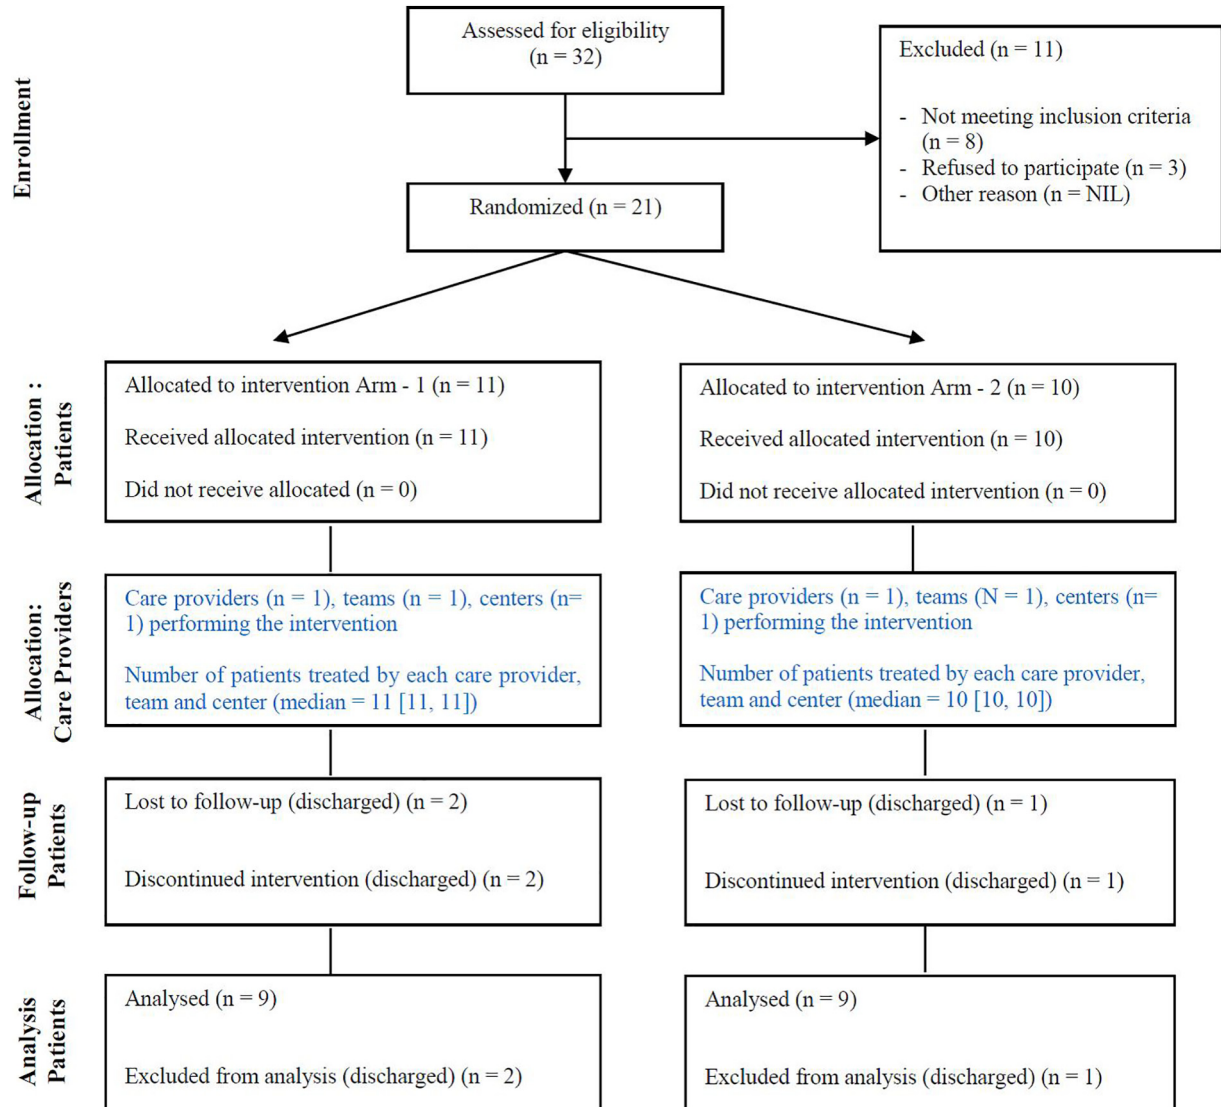 Enrollment
Assessed for eligibility
(n = 32)
Excluded (n = 11)
- Not meeting inclusion criteria
(n = 8)
- Refused to participate (n = 3)
- Other reason (n = NIL)
Randomized (n = 21)
Allocation :
Patients
Allocated to intervention Arm - 1 (n = 11)
Received allocated intervention (n = 11)
Did not receive allocated (n = 0)
Allocated to intervention Arm - 2 (n = 10)
Received allocated intervention (n = 10)
Did not receive allocated intervention (n = 0)
Allocation:
Care Providers
Care providers (n = 1), teams (n = 1), centers (n=
1) performing the intervention
Number of patients treated by each care provider,
team and center (median = 11 [11, 11])
Care providers (n = 1), teams (N = 1), centers (n=
1) performing the intervention
Number of patients treated by each care provider,
team and center (median = 10 [10, 10])
Follow-up
Patients
Lost to follow-up (discharged) (n = 2)
Discontinued intervention (discharged) (n = 2)
Lost to follow-up (discharged) (n = 1)
Discontinued intervention (discharged) (n = 1)
Analysis
Patients
Analysed (n = 9)
Excluded from analysis (discharged) (n = 2)
Analysed (n = 9)
Excluded from analysis (discharged) (n = 1)